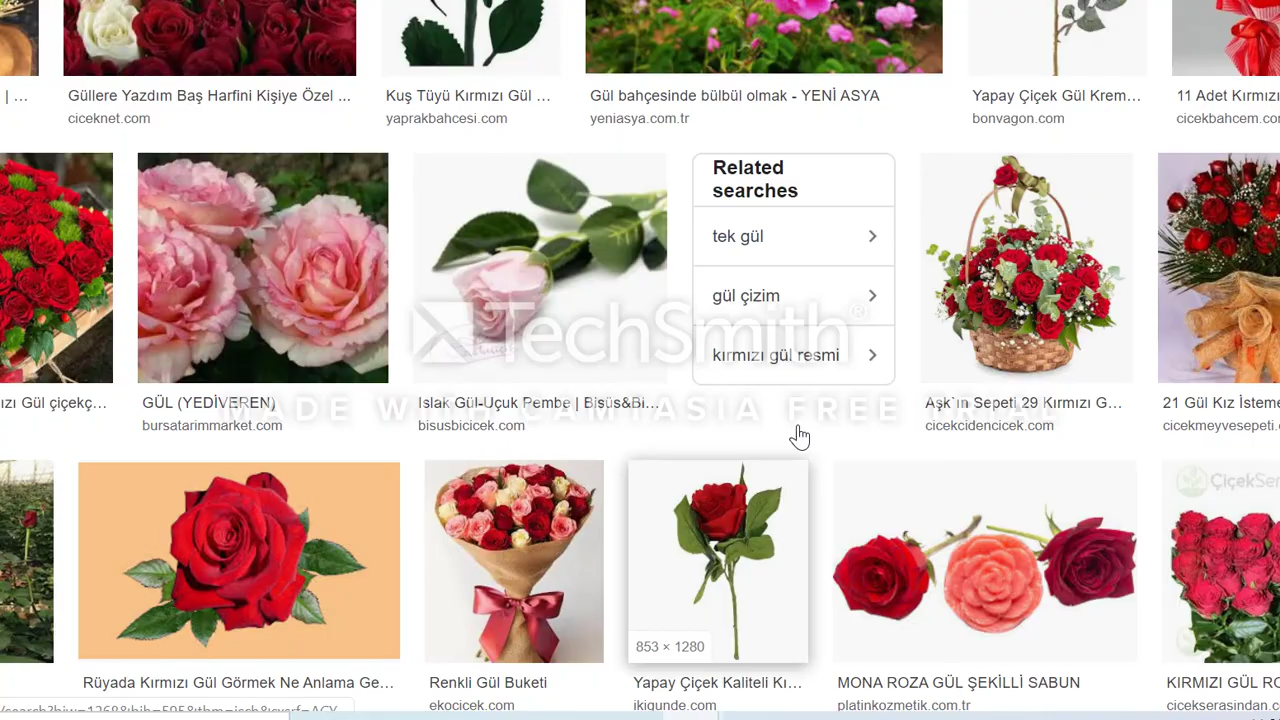 | ...
Güllere Yazdım Baş Harfini Kişiye Özel ...
Kuş Tüyü Kırmızı Gül ...
Gül bahçesinde bülbül olmak - YENİ ASYA
Yapay Çiçek Gül Krem...
11 Adet Kırmızı
ciceknet.com
yaprakbahcesi.com
yeniasya.com.tr
bonvagon.com
cicekbahcem.com
Related
searches
tek gül
gül çizim
kırmızı gül resmi
TechSmith®
MADE WITH CAMTASIA FREE TRIAL
zı Gül çiçekç...
GÜL (YEDİVEREN)
Islak Gül-Uçuk Pembe | Bisüs&Bi...
Aşk'ın Sepeti 29 Kırmızı G...
21 Gül Kız İsteme
bursatarimmarket.com
bisusbicicek.com
cicekcidencicek.com
cicekmeyvesepeti.
ÇiçekSer
853 × 1280
Rüyada Kırmızı Gül Görmek Ne Anlama Ge...
Renkli Gül Buketi
Yapay Çiçek Kaliteli Kı...
MONA ROZA GÜL ŞEKİLLİ SABUN
KIRMIZI GÜL RO
ekocicek.com
ikigunde.com
platinkozmetik.com.tr
cicekserasindan.c